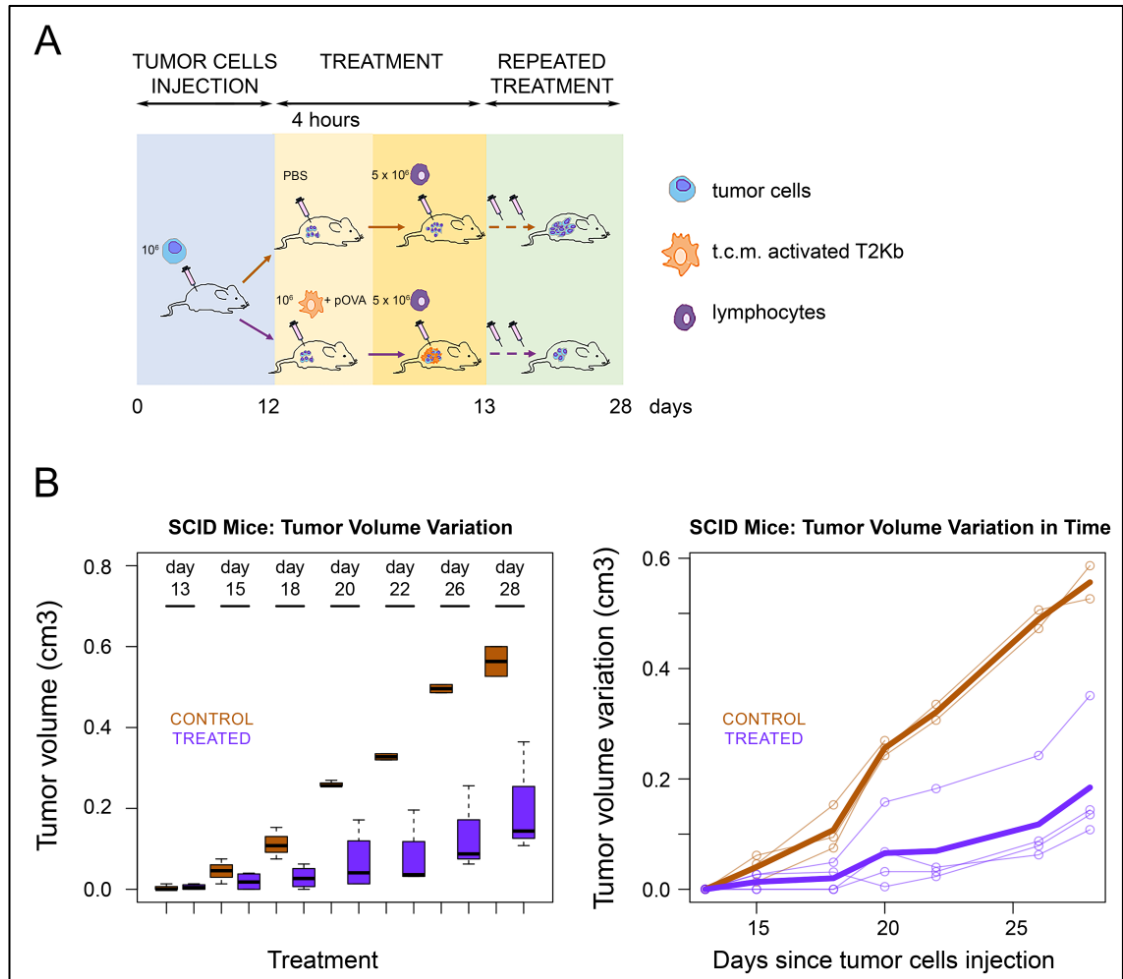 A
TUMOR CELLS
INJECTION
TREATMENT
REPEATED
TREATMENT
4 hours
PBS
5 x 10⁶
10⁶
10⁶ + pOVA
5 x 10⁶
tumor cells
t.c.m. activated T2Kb
lymphocytes
0 12 13 28 days
B
SCID Mice: Tumor Volume Variation
Tumor volume (cm3)
0.8
0.6
0.4
0.2
0.0
day
13
day
15
day
18
day
20
day
22
day
26
day
28
CONTROL
TREATED
Treatment
SCID Mice: Tumor Volume Variation in Time
Tumor volume variation (cm3)
0.6
0.4
0.2
0.0
CONTROL
TREATED
15 20 25
Days since tumor cells injection